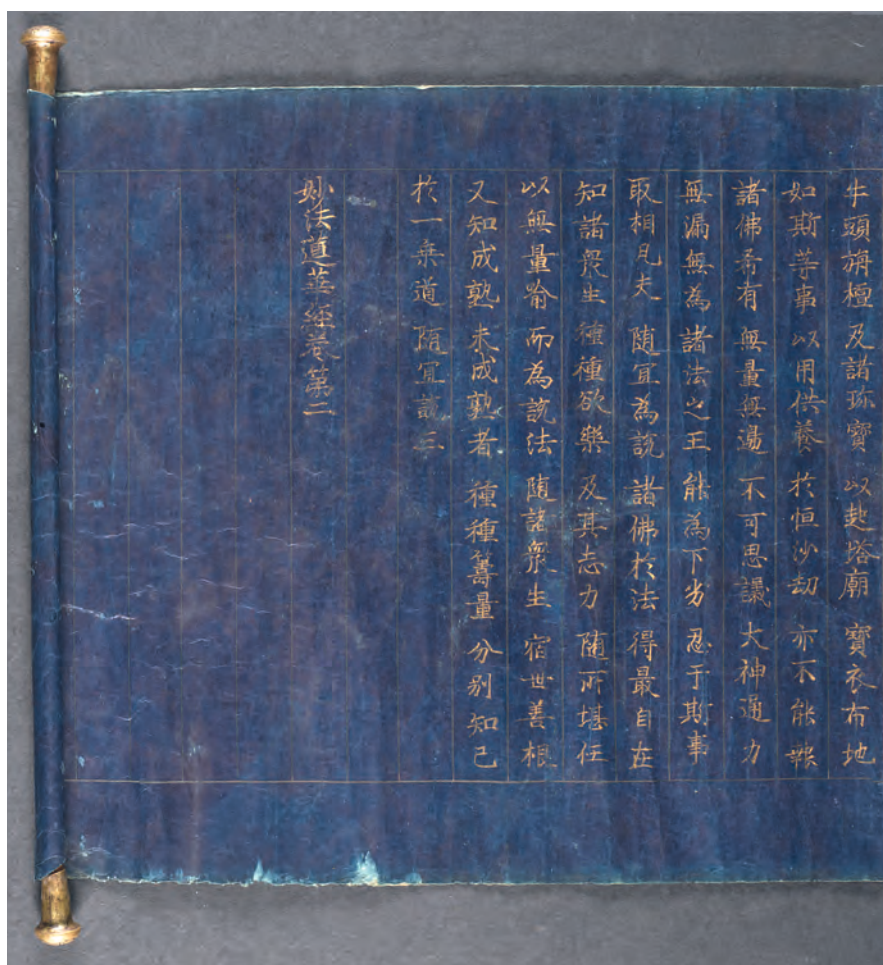 牛頭旃檀 及諸珎寶 以起塔廟 寶衣布地
如斯等事 以用供養 於恒沙劫 亦不能報
諸佛希有 無量無邊 不可思議 大神通力
無漏無為 諸法之王 能為下劣 忍于斯事
取相凡夫 随宜為說 諸佛於法 得最自在
知諸衆生 種種欲樂 及其志力 随所堪任
以無量喻 而為說法 随諸衆生 宿世善根
又知成熟 未成熟者 種種籌量 分別知已
於一乗道 随宜說三
妙法蓮華經卷第二